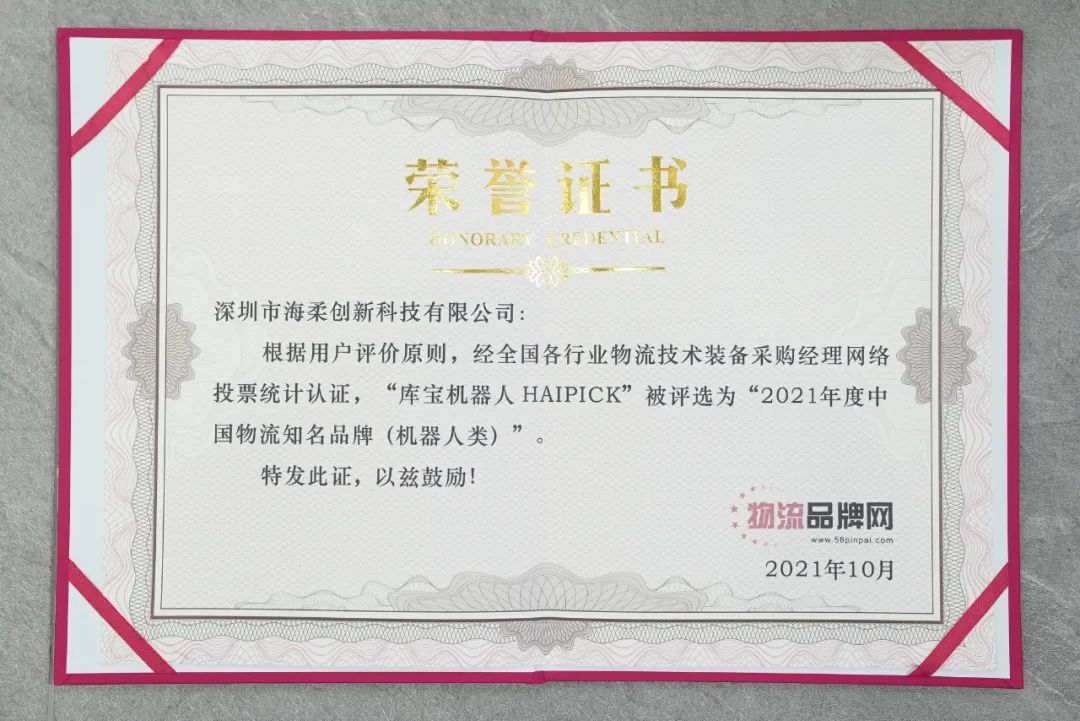 荣誉证书
HONORARY CREDENTIAL
深圳市海柔创新科技有限公司：
根据用户评价原则，经全国各行业物流技术装备采购经理网络
投票统计认证，“库宝机器人 HAIPICK”被评选为“2021年度中
国物流知名品牌（机器人类）”。
特发此证，以兹鼓励！
物流品牌网
www.56pinpai.com
2021年10月